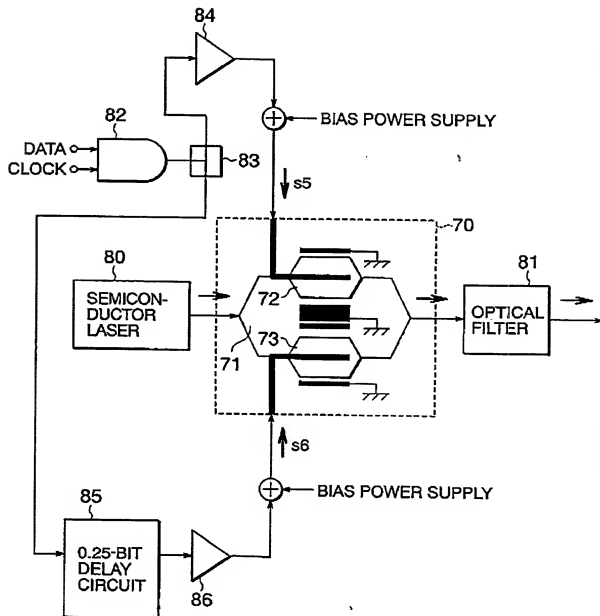 84
82
BIAS POWER SUPPLY
DATA
CLOCK
83
s5
70
80
81
SEMICON-
DUCTOR
LASER
72
OPTICAL
FILTER
73
71
s6
BIAS POWER SUPPLY
85
0.25-BIT
DELAY
CIRCUIT
86